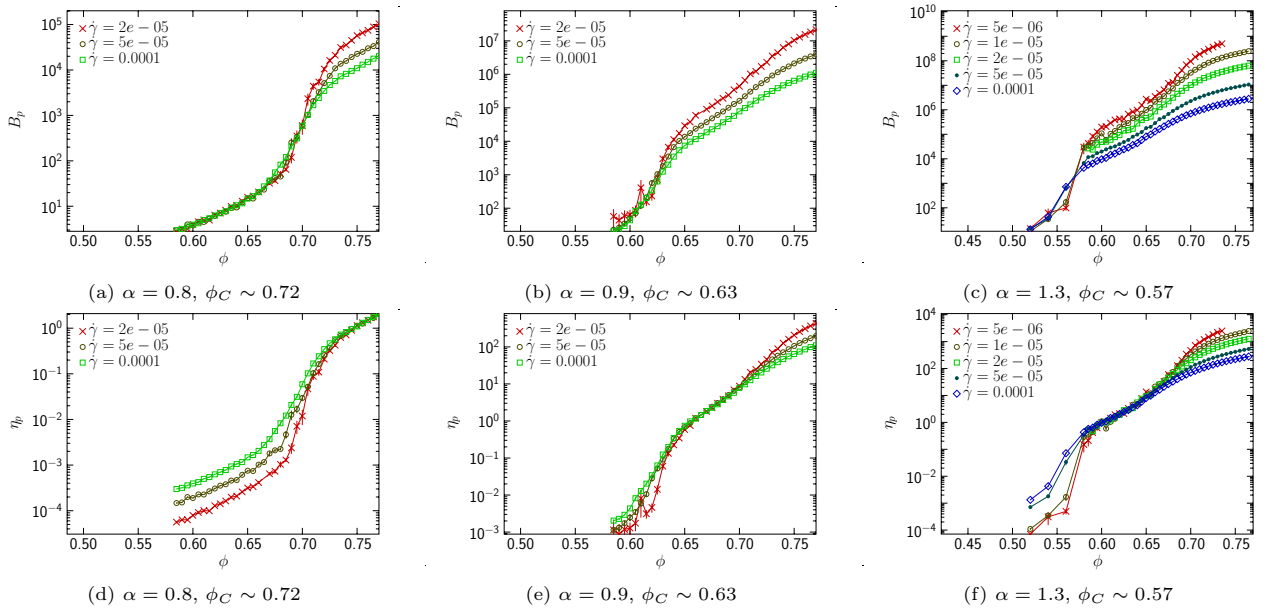 B_p
10^5
10^4
10^3
10^2
10^1
γ̇ = 2e − 05
γ̇ = 5e − 05
γ̇ = 0.0001
0.50 0.55 0.60 0.65 0.70 0.75
ϕ
(a) α = 0.8, ϕ_C ∼ 0.72
B_p
10^7
10^6
10^5
10^4
10^3
10^2
γ̇ = 2e − 05
γ̇ = 5e − 05
γ̇ = 0.0001
0.50 0.55 0.60 0.65 0.70 0.75
ϕ
(b) α = 0.9, ϕ_C ∼ 0.63
B_p
10^10
10^8
10^6
10^4
10^2
γ̇ = 5e − 06
γ̇ = 1e − 05
γ̇ = 2e − 05
γ̇ = 5e − 05
γ̇ = 0.0001
0.45 0.50 0.55 0.60 0.65 0.70 0.75
ϕ
(c) α = 1.3, ϕ_C ∼ 0.57
η_p
10^0
10^−1
10^−2
10^−3
10^−4
γ̇ = 2e − 05
γ̇ = 5e − 05
γ̇ = 0.0001
0.50 0.55 0.60 0.65 0.70 0.75
ϕ
(d) α = 0.8, ϕ_C ∼ 0.72
η_p
10^2
10^1
10^0
10^−1
10^−2
10^−3
γ̇ = 2e − 05
γ̇ = 5e − 05
γ̇ = 0.0001
0.50 0.55 0.60 0.65 0.70 0.75
ϕ
(e) α = 0.9, ϕ_C ∼ 0.63
η_p
10^4
10^2
10^0
10^−2
10^−4
γ̇ = 5e − 06
γ̇ = 1e − 05
γ̇ = 2e − 05
γ̇ = 5e − 05
γ̇ = 0.0001
0.45 0.50 0.55 0.60 0.65 0.70 0.75
ϕ
(f) α = 1.3, ϕ_C ∼ 0.57